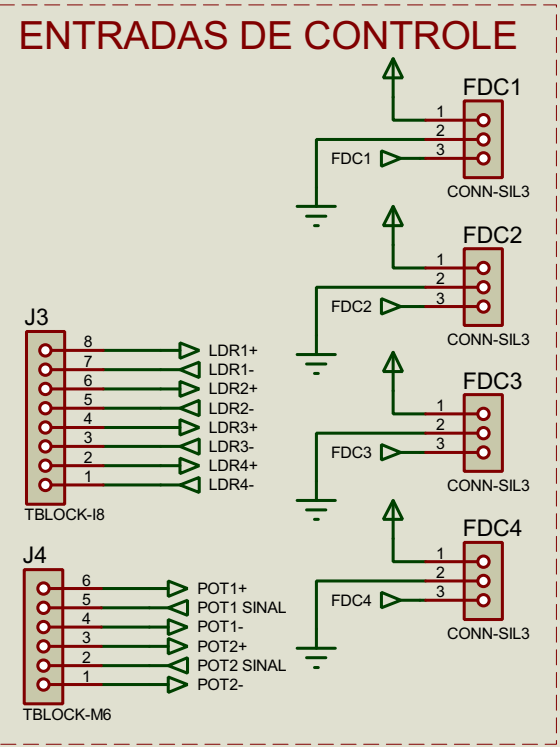 ENTRADAS DE CONTROLE
FDC1
1
2
FDC1 3
CONN-SIL3
FDC2
1
2
FDC2 3
CONN-SIL3
FDC3
1
2
FDC3 3
CONN-SIL3
FDC4
1
2
FDC4 3
CONN-SIL3
J3
8 LDR1+
7 LDR1-
6 LDR2+
5 LDR2-
4 LDR3+
3 LDR3-
2 LDR4+
1 LDR4-
TBLOCK-I8
J4
6 POT1+
5 POT1 SINAL
4 POT1-
3 POT2+
2 POT2 SINAL
1 POT2-
TBLOCK-M6